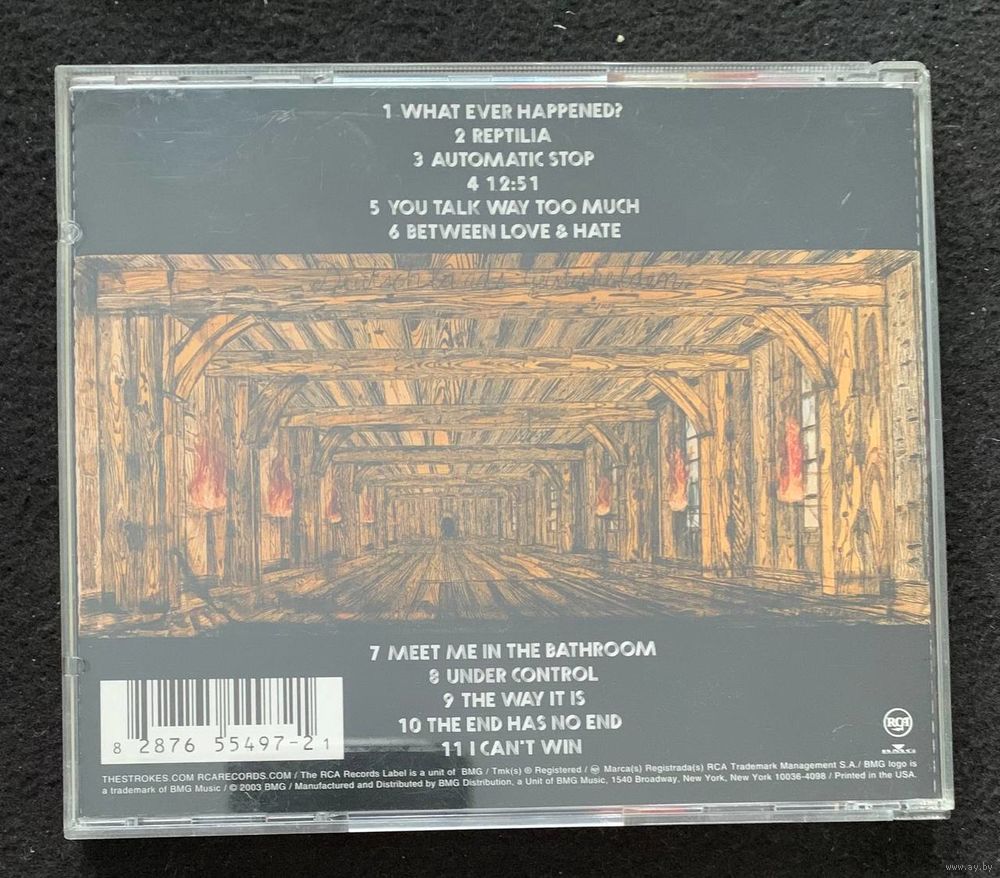 1 WHAT EVER HAPPENED?
2 REPTILIA
3 AUTOMATIC STOP
4 12:51
5 YOU TALK WAY TOO MUCH
6 BETWEEN LOVE & HATE
7 MEET ME IN THE BATHROOM
8 UNDER CONTROL
9 THE WAY IT IS
10 THE END HAS NO END
11 I CAN'T WIN
8 28765 5497-2 1
RCA
THESTROKES.COM RCARECORDS.COM / The RCA Records Label is a unit of BMG / Tmk(s) ® Registered / Marca(s) Registrada(s) RCA Trademark Management S.A./ BMG logo is
a trademark of BMG Music / © 2003 BMG / Manufactured and Distributed by BMG Distribution, a Unit of BMG Music, 1540 Broadway, New York, New York 10036-4098 / Printed in the USA.
www.ay.by